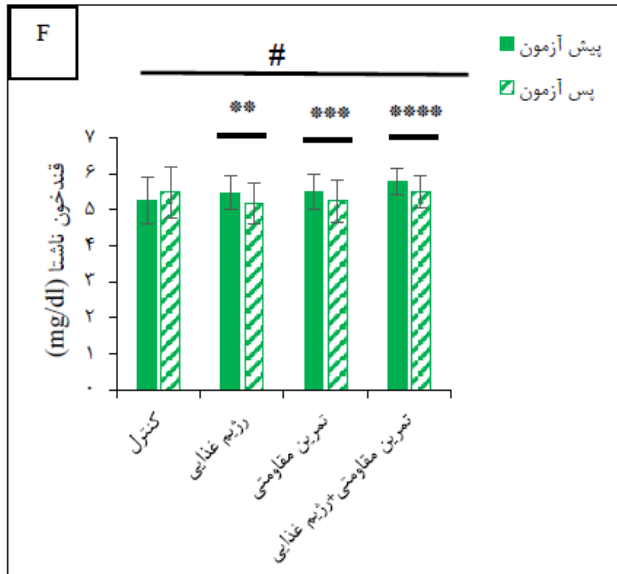 F
#
پیش آزمون
پس آزمون
** *** ****
قندخون ناشتا (mg/dl)
۷
۶
۵
۴
۳
۲
۱
۰
کنترل
رژیم غذایی
تمرین مقاومتی
تمرین مقاومتی+رژیم غذایی